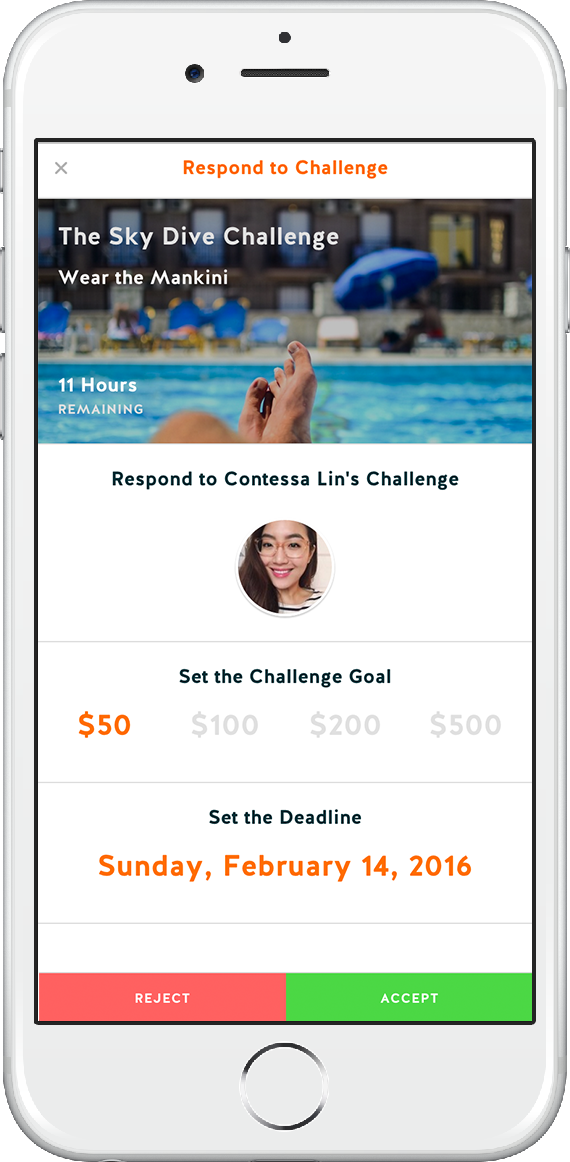 × Respond to Challenge
The Sky Dive Challenge
Wear the Mankini
11 Hours
REMAINING
Respond to Contessa Lin's Challenge
Set the Challenge Goal
$50 $100 $200 $500
Set the Deadline
Sunday, February 14, 2016
REJECT ACCEPT